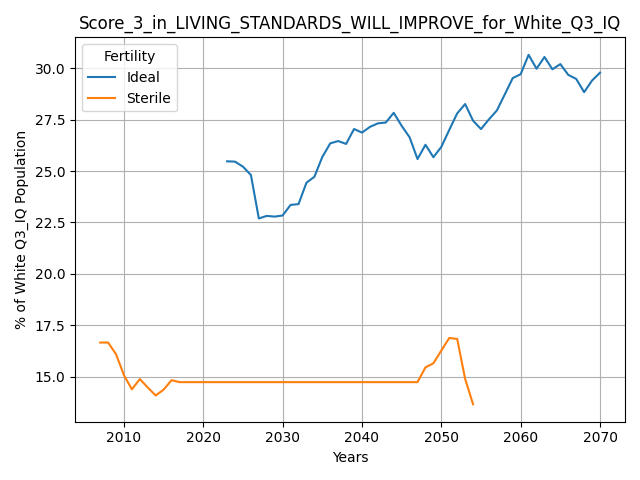 Score_3_in_LIVING_STANDARDS_WILL_IMPROVE_for_White_Q3_IQ
Fertility
Ideal
Sterile
% of White Q3_IQ Population
30.0
27.5
25.0
22.5
20.0
17.5
15.0
2010
2020
2030
2040
2050
2060
2070
Years